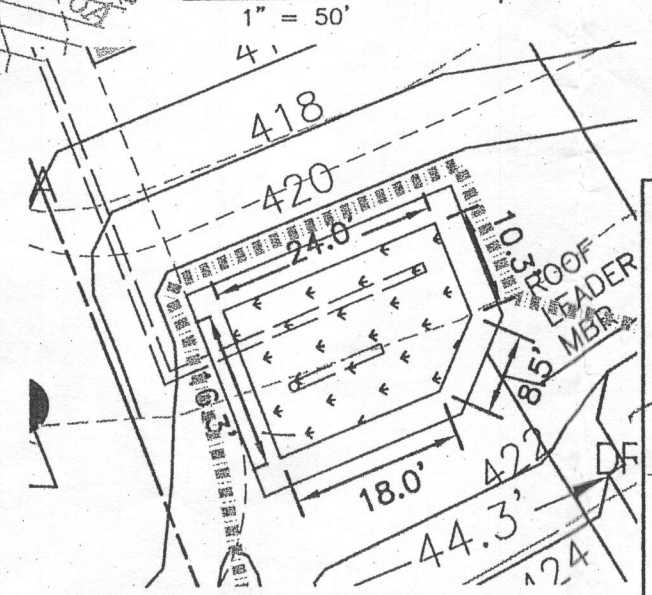 1" = 50'
418
420
24.0'
10.3'
ROOF
LEADER
MBR
8.5'
16.3'
18.0'
422
44.3'
DF
424